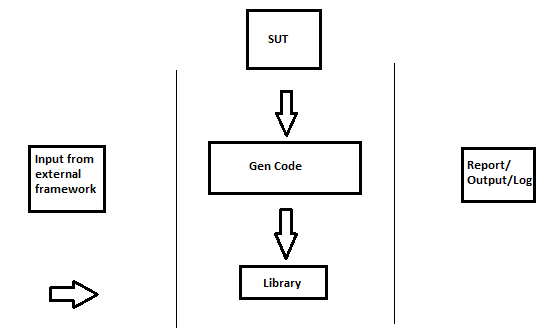 SUT
Input from
external
framework
Gen Code
Report/
Output/Log
Library